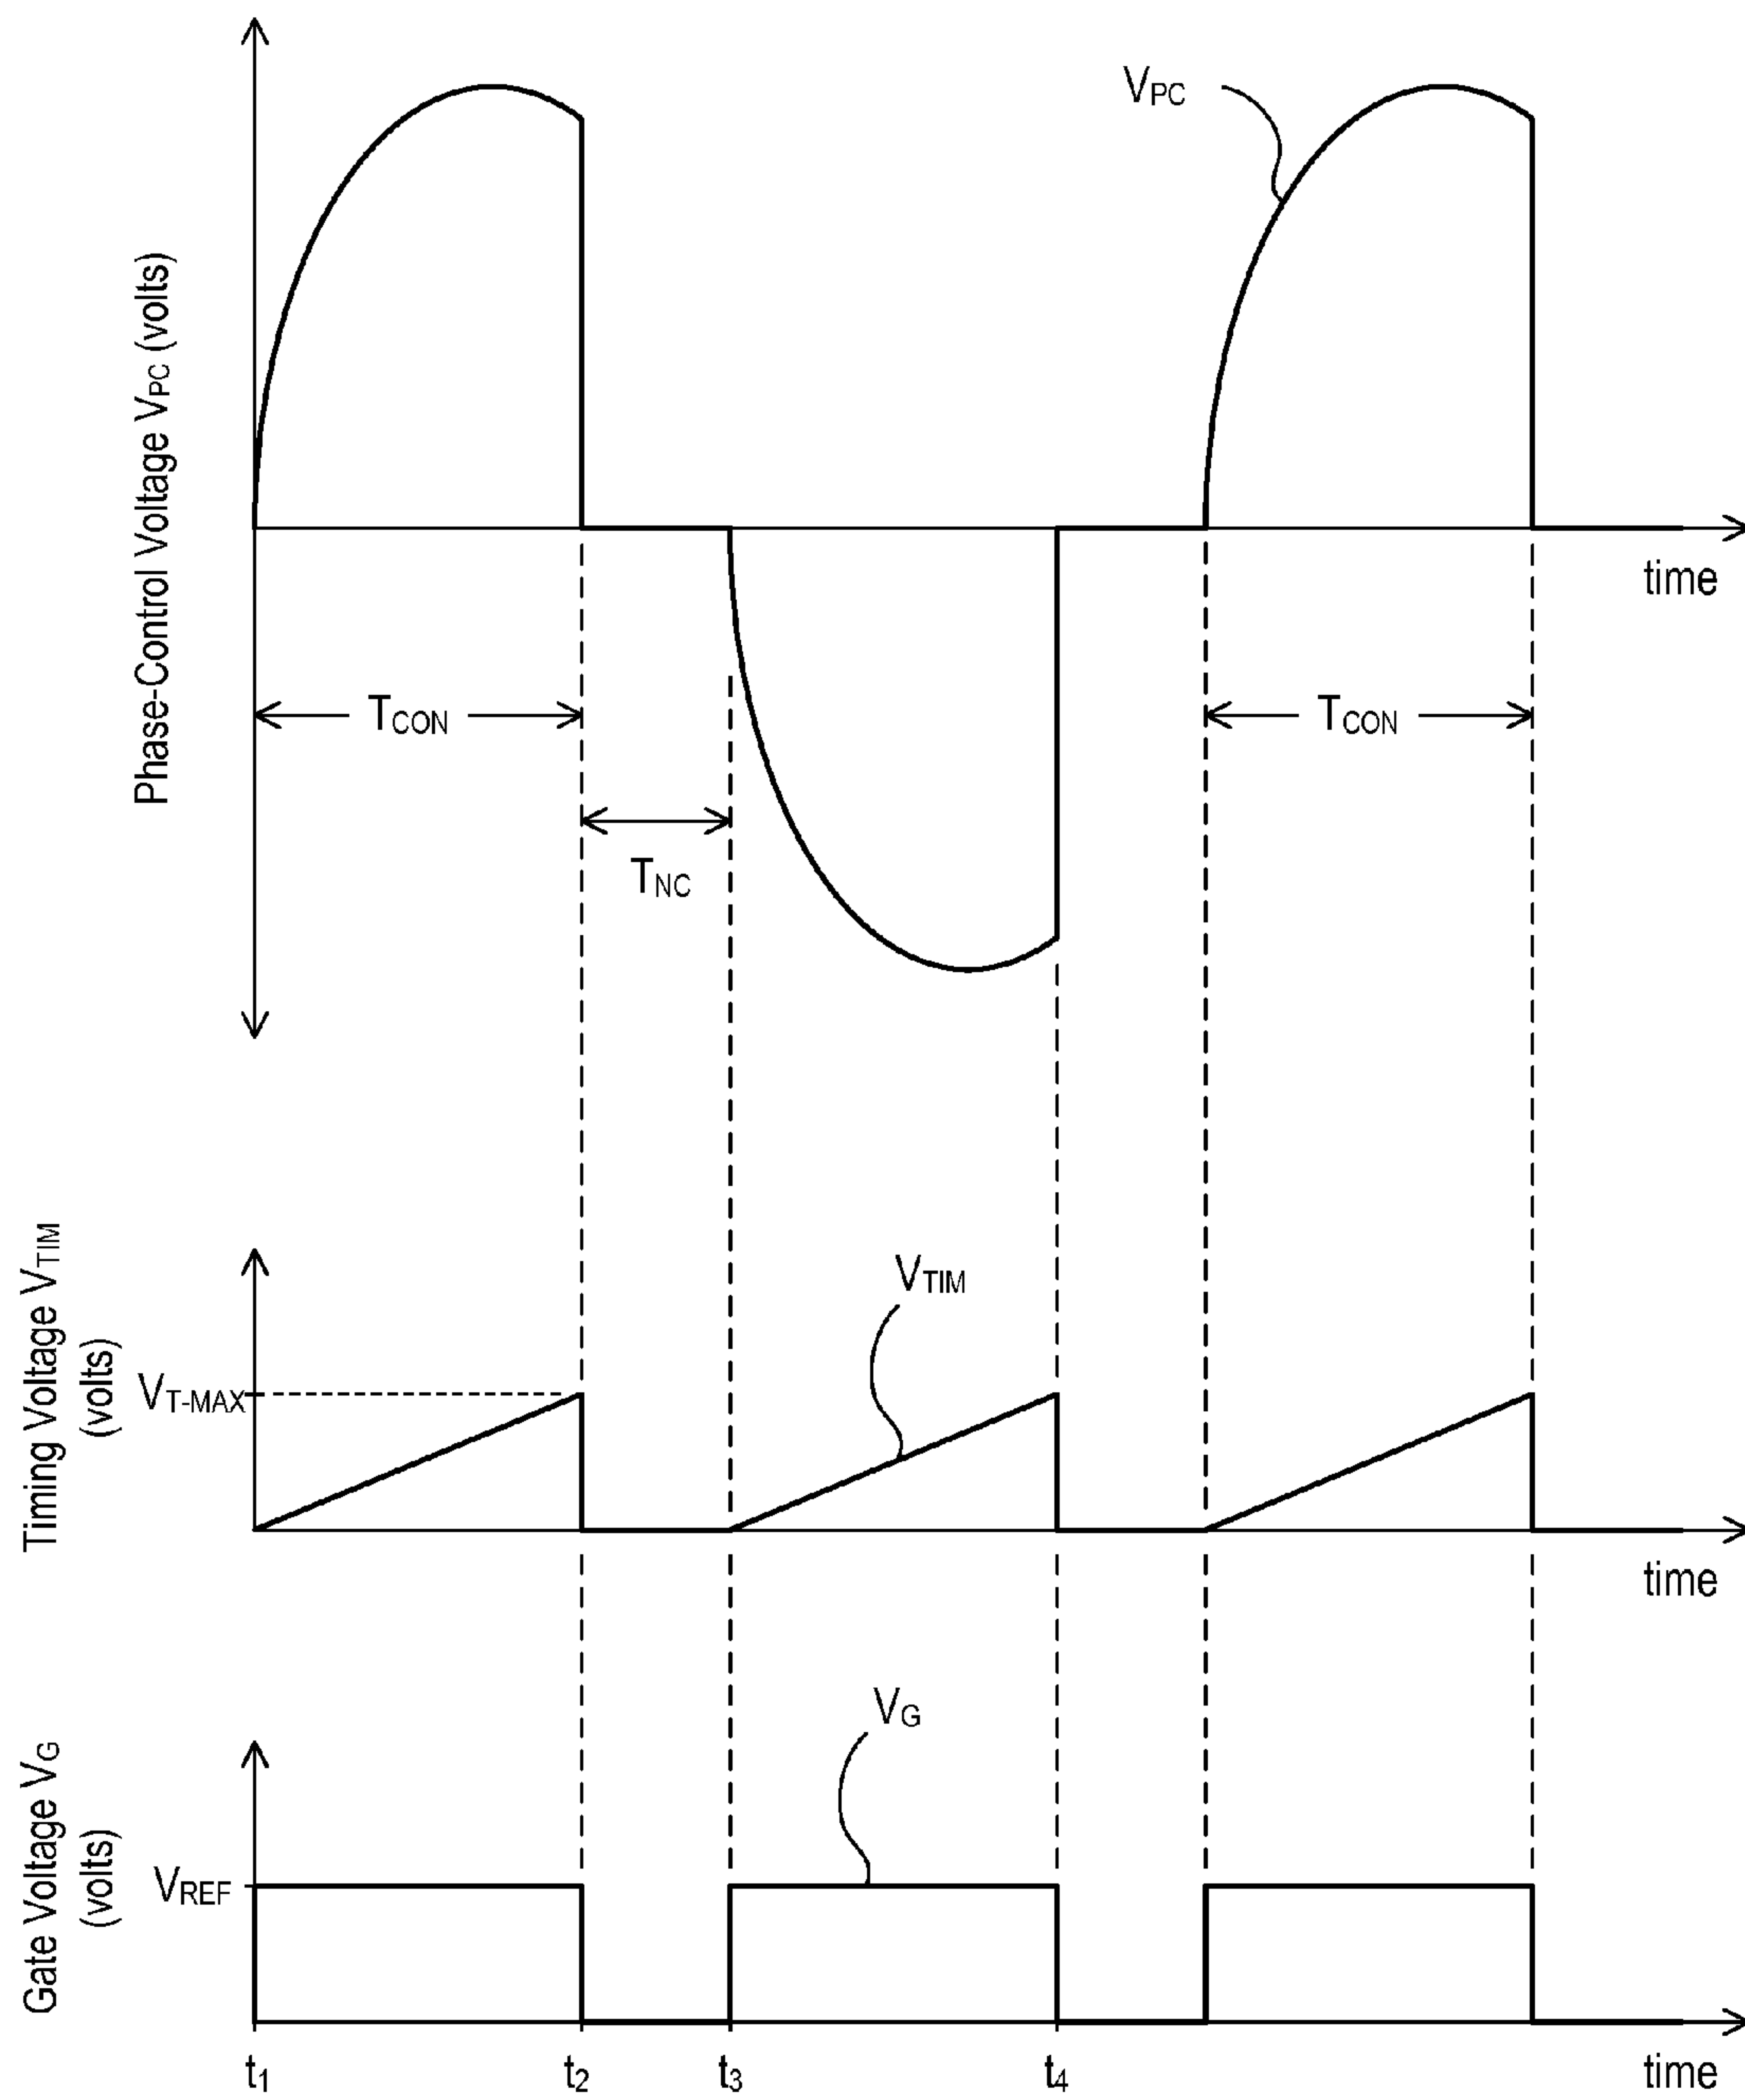 Phase-Control Voltage VPC (volts)
VPC
time
TCON
TCON
TNC
Timing Voltage VTIM
(volts)
VT-MAX
VTIM
time
Gate Voltage VG
(volts)
VREF
VG
t1 t2 t3 t4 time